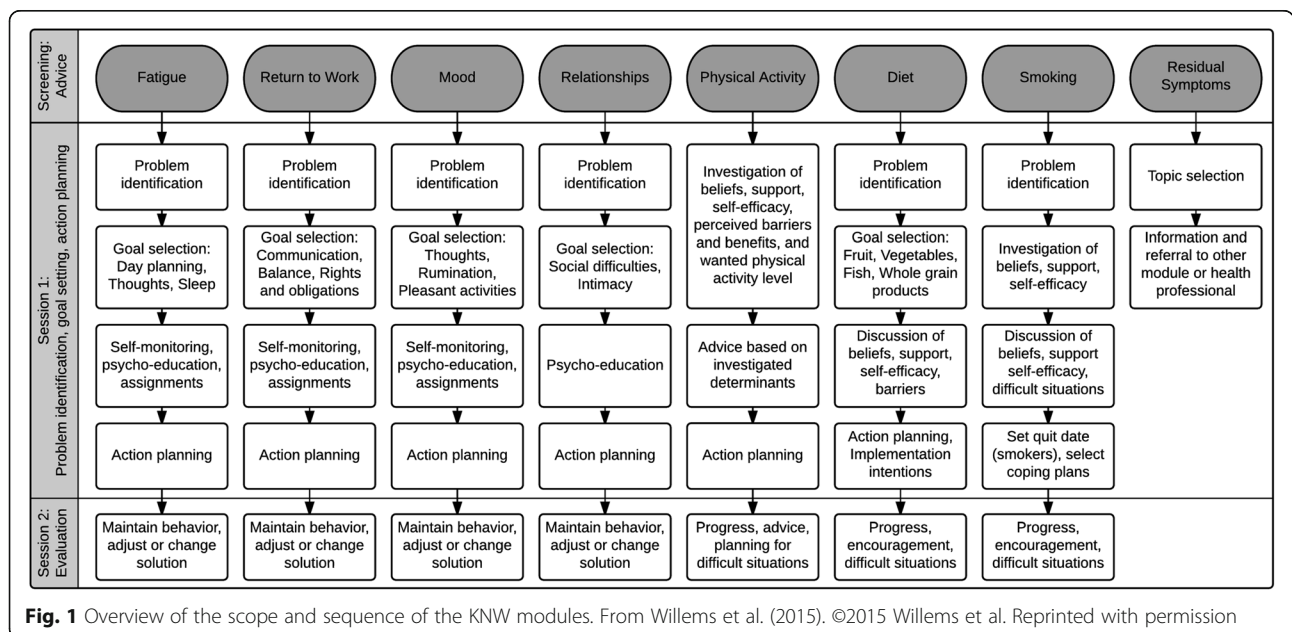 Screening:
Advice
Fatigue
Return to Work
Mood
Relationships
Physical Activity
Diet
Smoking
Residual
Symptoms
Session 1:
Problem identification, goal setting, action planning
Problem
identification
Goal selection:
Day planning,
Thoughts, Sleep
Self-monitoring,
psycho-education,
assignments
Action planning
Problem
identification
Goal selection:
Communication,
Balance, Rights
and obligations
Self-monitoring,
psycho-education,
assignments
Action planning
Problem
identification
Goal selection:
Thoughts,
Rumination,
Pleasant activities
Self-monitoring,
psycho-education,
assignments
Action planning
Problem
identification
Goal selection:
Social difficulties,
Intimacy
Psycho-education
Action planning
Investigation of
beliefs, support,
self-efficacy,
perceived barriers
and benefits, and
wanted physical
activity level
Advice based on
investigated
determinants
Action planning
Problem
identification
Goal selection:
Fruit, Vegetables,
Fish, Whole grain
products
Discussion of
beliefs, support,
self-efficacy,
barriers
Action planning,
Implementation
intentions
Problem
identification
Investigation of
beliefs, support,
self-efficacy
Discussion of
beliefs, support
self-efficacy,
difficult situations
Set quit date
(smokers), select
coping plans
Topic selection
Information and
referral to other
module or health
professional
Session 2:
Evaluation
Maintain behavior,
adjust or change
solution
Maintain behavior,
adjust or change
solution
Maintain behavior,
adjust or change
solution
Maintain behavior,
adjust or change
solution
Progress, advice,
planning for
difficult situations
Progress,
encouragement,
difficult situations
Progress,
encouragement,
difficult situations
Fig. 1 Overview of the scope and sequence of the KNW modules. From Willems et al. (2015). ©2015 Willems et al. Reprinted with permission